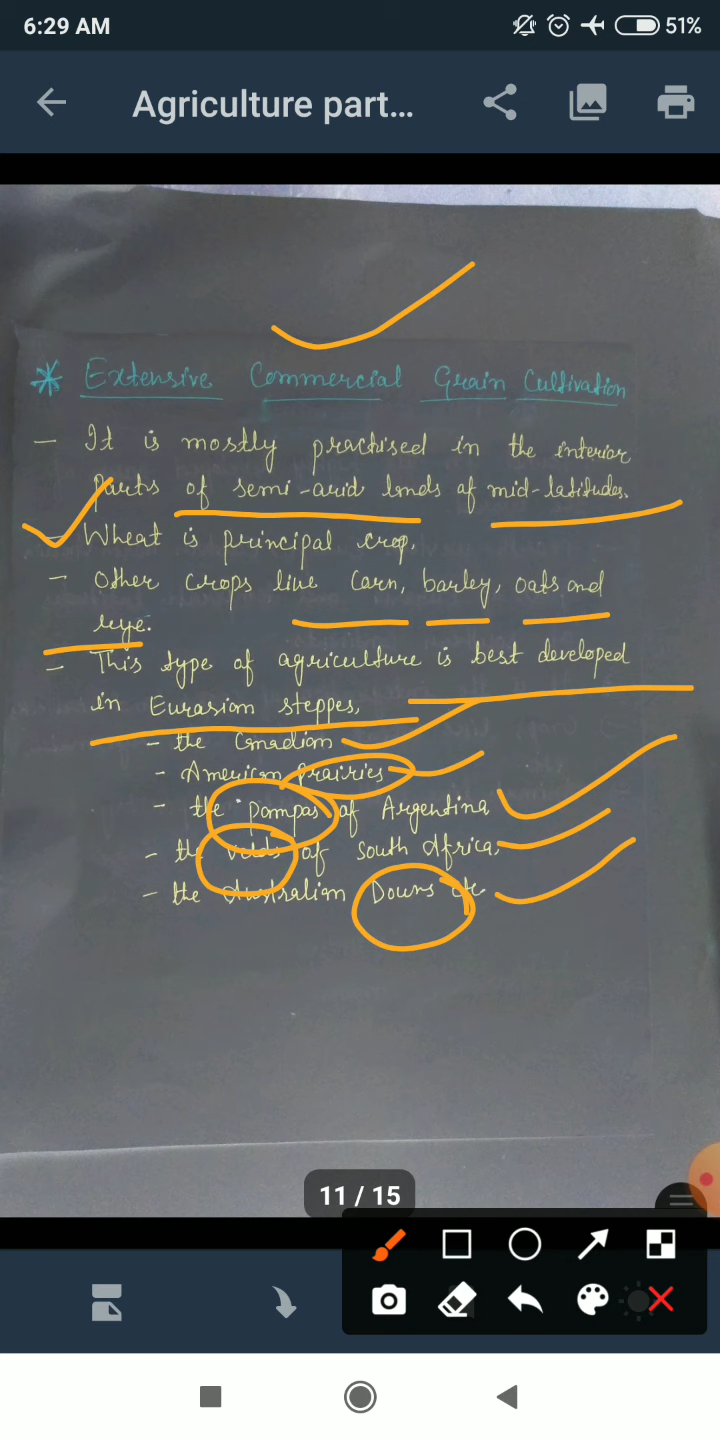 6:29 AM
51%
Agriculture part...
* Extensive Commercial Grain Cultivation
- It is mostly practised in the interior
parts of semi-arid lands of mid-latitudes.
- Wheat is principal crop.
- Other crops like Corn, barley, oats and
rye.
- This type of agriculture is best developed
in Eurasian steppes,
- the Canadian
- American prairies
- the pampas of Argentina
- the velds of South Africa,
- the Australian Downs etc
11 / 15